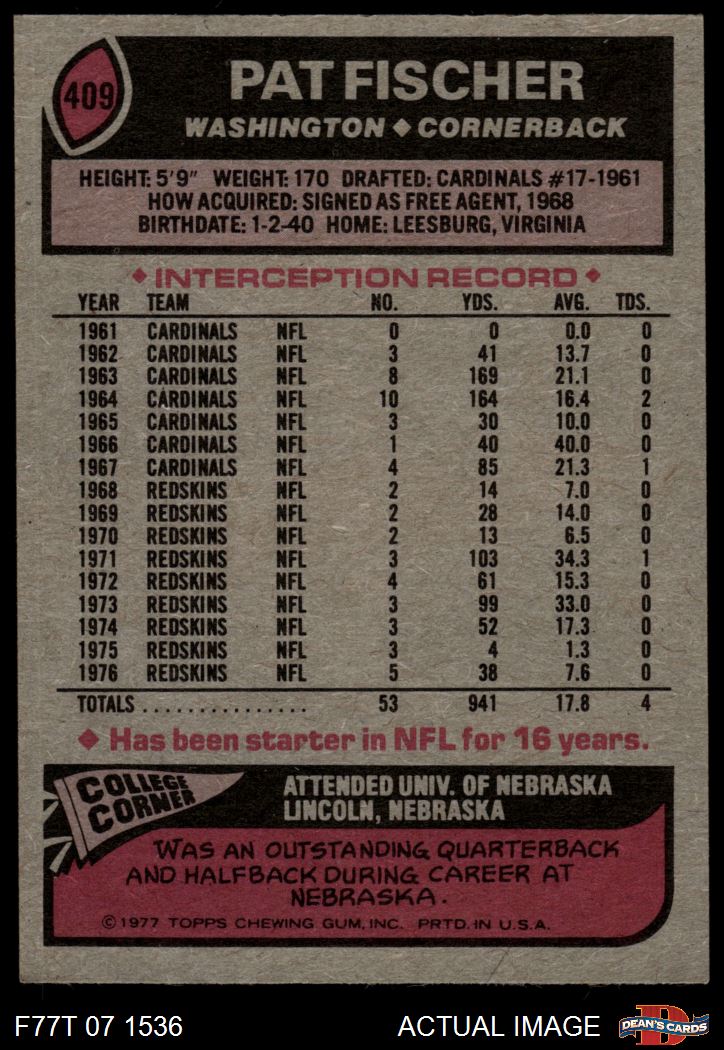 409
PAT FISCHER
WASHINGTON ◆ CORNERBACK
HEIGHT: 5'9" WEIGHT: 170 DRAFTED: CARDINALS #17-1961
HOW ACQUIRED: SIGNED AS FREE AGENT, 1968
BIRTHDATE: 1-2-40 HOME: LEESBURG, VIRGINIA
◆ INTERCEPTION RECORD ◆
YEAR TEAM NO. YDS. AVG. TDS.
1961 CARDINALS NFL 0 0 0.0 0
1962 CARDINALS NFL 3 41 13.7 0
1963 CARDINALS NFL 8 169 21.1 0
1964 CARDINALS NFL 10 164 16.4 2
1965 CARDINALS NFL 3 30 10.0 0
1966 CARDINALS NFL 1 40 40.0 0
1967 CARDINALS NFL 4 85 21.3 1
1968 REDSKINS NFL 2 14 7.0 0
1969 REDSKINS NFL 2 28 14.0 0
1970 REDSKINS NFL 2 13 6.5 0
1971 REDSKINS NFL 3 103 34.3 1
1972 REDSKINS NFL 4 61 15.3 0
1973 REDSKINS NFL 3 99 33.0 0
1974 REDSKINS NFL 3 52 17.3 0
1975 REDSKINS NFL 3 4 1.3 0
1976 REDSKINS NFL 5 38 7.6 0
TOTALS ............... 53 941 17.8 4
◆ Has been starter in NFL for 16 years.
COLLEGE CORNER
ATTENDED UNIV. OF NEBRASKA
LINCOLN, NEBRASKA
WAS AN OUTSTANDING QUARTERBACK
AND HALFBACK DURING CAREER AT
NEBRASKA.
©1977 TOPPS CHEWING GUM, INC. PRTD. IN U.S.A.
F77T 07 1536 ACTUAL IMAGE
D
DEAN'S CARDS